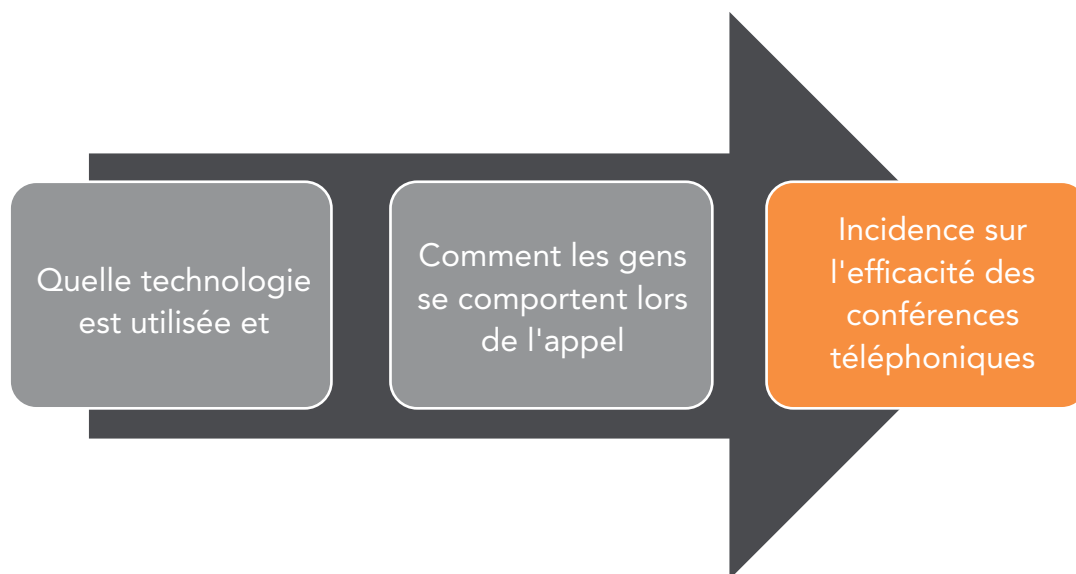 Quelle technologie
est utilisée et
Comment les gens
se comportent lors
de l'appel
Incidence sur
l'efficacité des
conférences
téléphoniques